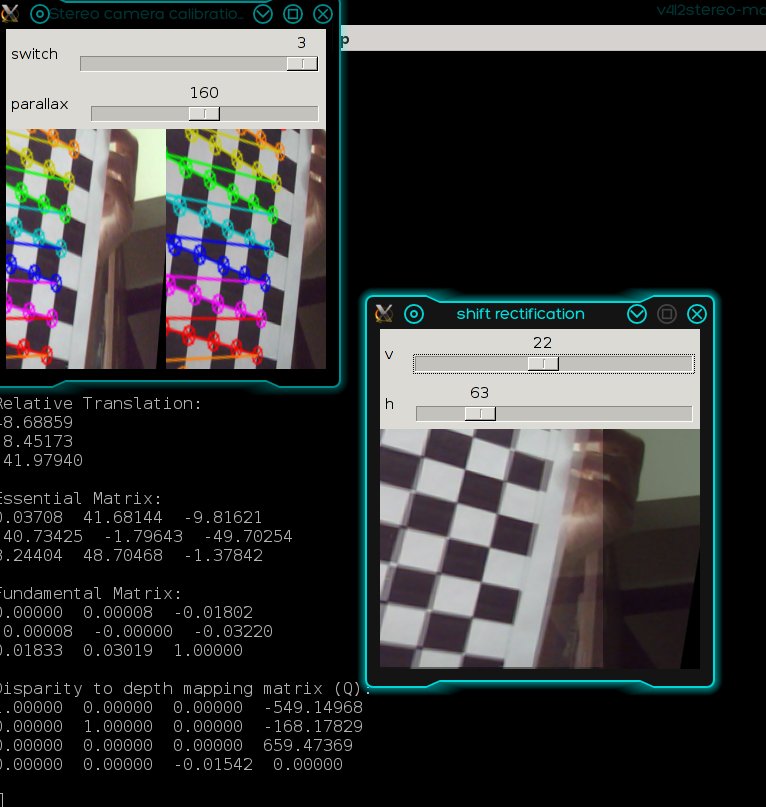 Stereo camera calibratio..
v4l2stereo-ma
switch
3
p
parallax
160
shift rectification
v
22
h
63
Relative Translation:
48.68859
8.45173
41.97940
Essential Matrix:
0.03708 41.68144 -9.81621
40.73425 -1.79643 -49.70254
8.24404 48.70468 -1.37842
Fundamental Matrix:
0.00000 0.00008 -0.01802
0.00008 -0.00000 -0.03220
0.01833 0.03019 1.00000
Disparity to depth mapping matrix (Q):
.00000 0.00000 0.00000 -549.14968
0.00000 1.00000 0.00000 -168.17829
0.00000 0.00000 0.00000 659.47369
0.00000 0.00000 -0.01542 0.00000